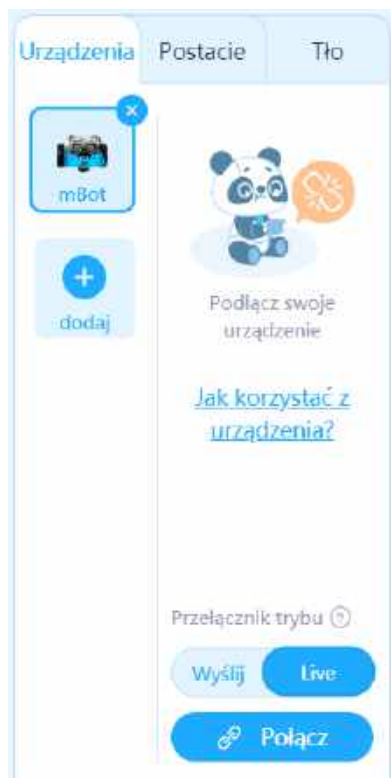 Urządzenia Postacie Tło
mBot
dodaj
Podłącz swoje
urządzenie
Jak korzystać z
urządzenia?
Przełącznik trybu ?
Wyślij Live
Połącz